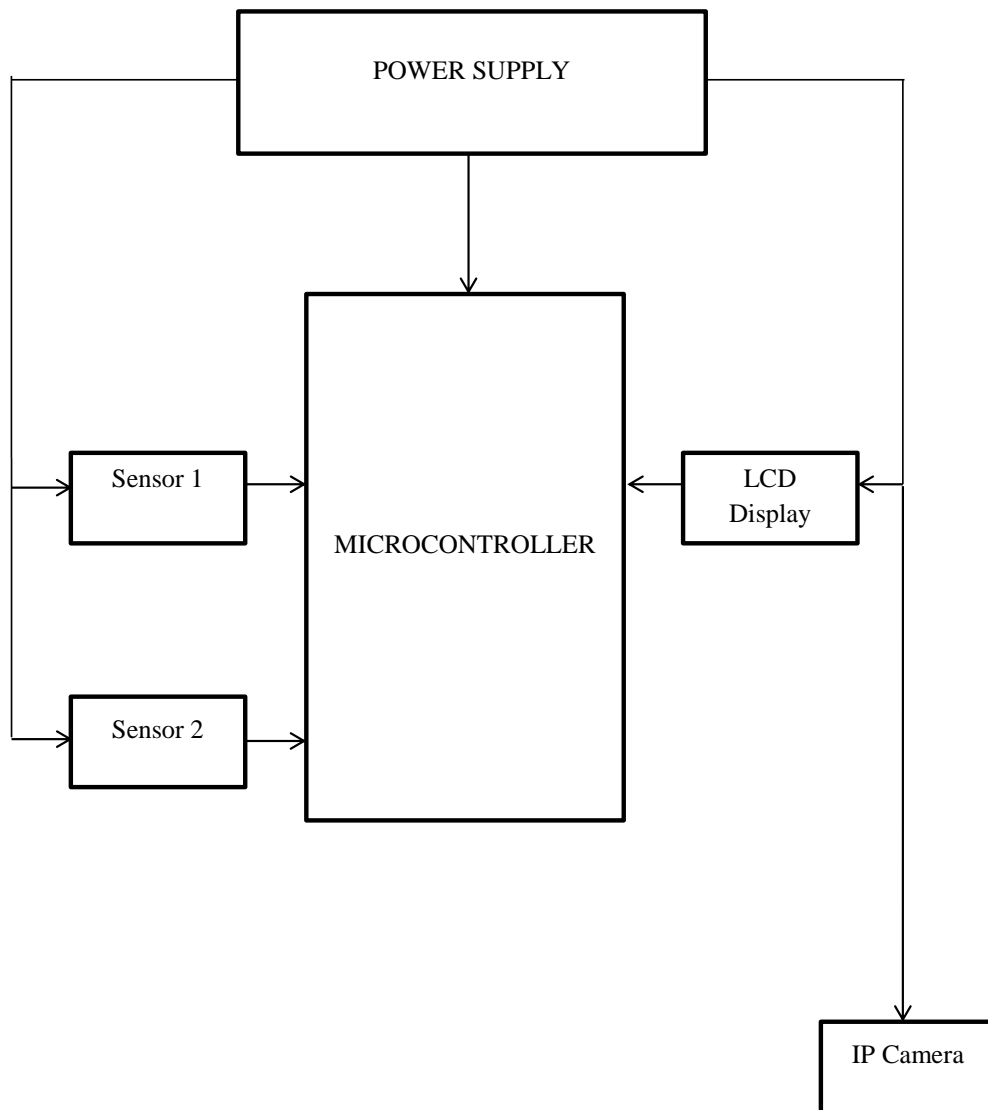 POWER SUPPLY
Sensor 1
LCD
Display
MICROCONTROLLER
Sensor 2
IP Camera